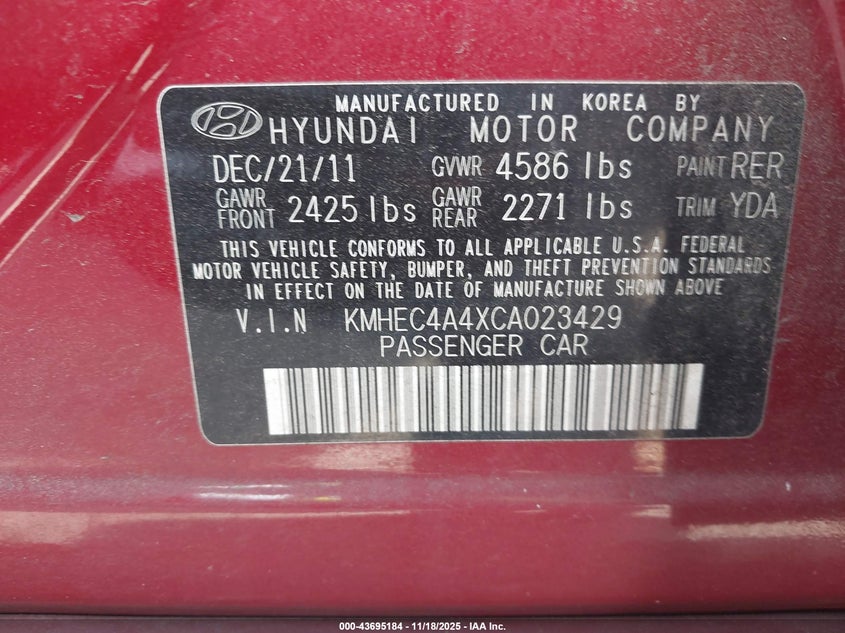 MANUFACTURED IN KOREA BY
HYUNDAI MOTOR COMPANY
DEC/21/11 GVWR 4586 lbs PAINT RER
GAWR FRONT 2425 lbs GAWR REAR 2271 lbs TRIM YDA
THIS VEHICLE CONFORMS TO ALL APPLICABLE U.S.A. FEDERAL
MOTOR VEHICLE SAFETY, BUMPER, AND THEFT PREVENTION STANDARDS
IN EFFECT ON THE DATE OF MANUFACTURE SHOWN ABOVE
V.I.N KMHEC4A4XCA023429
PASSENGER CAR
000-43695184 - 11/18/2025 - IAA Inc.